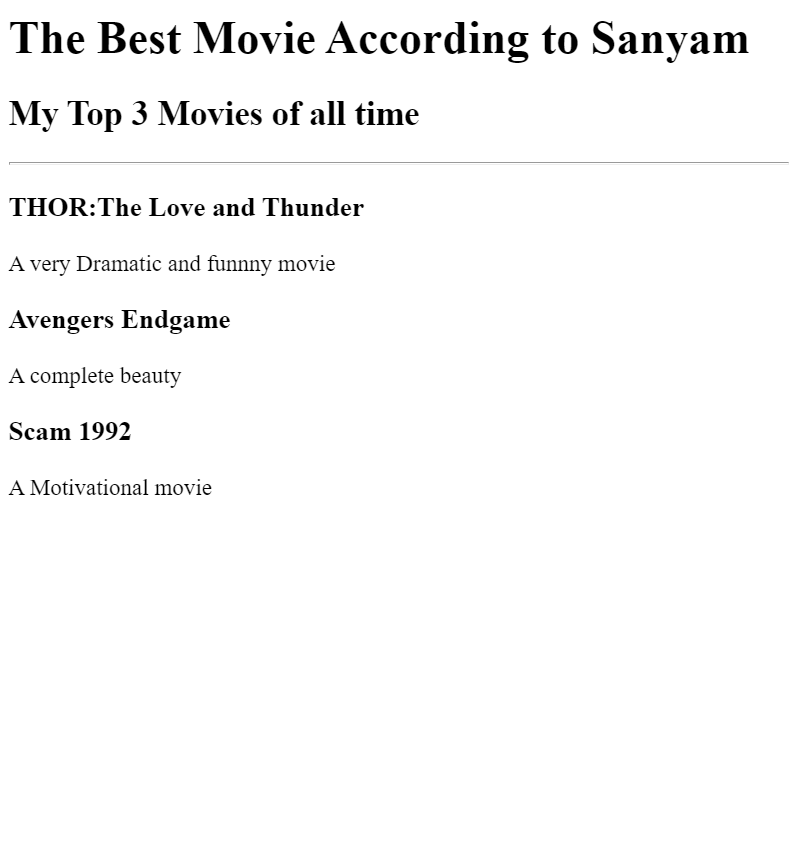 The Best Movie According to Sanyam
My Top 3 Movies of all time
THOR:The Love and Thunder
A very Dramatic and funnny movie
Avengers Endgame
A complete beauty
Scam 1992
A Motivational movie